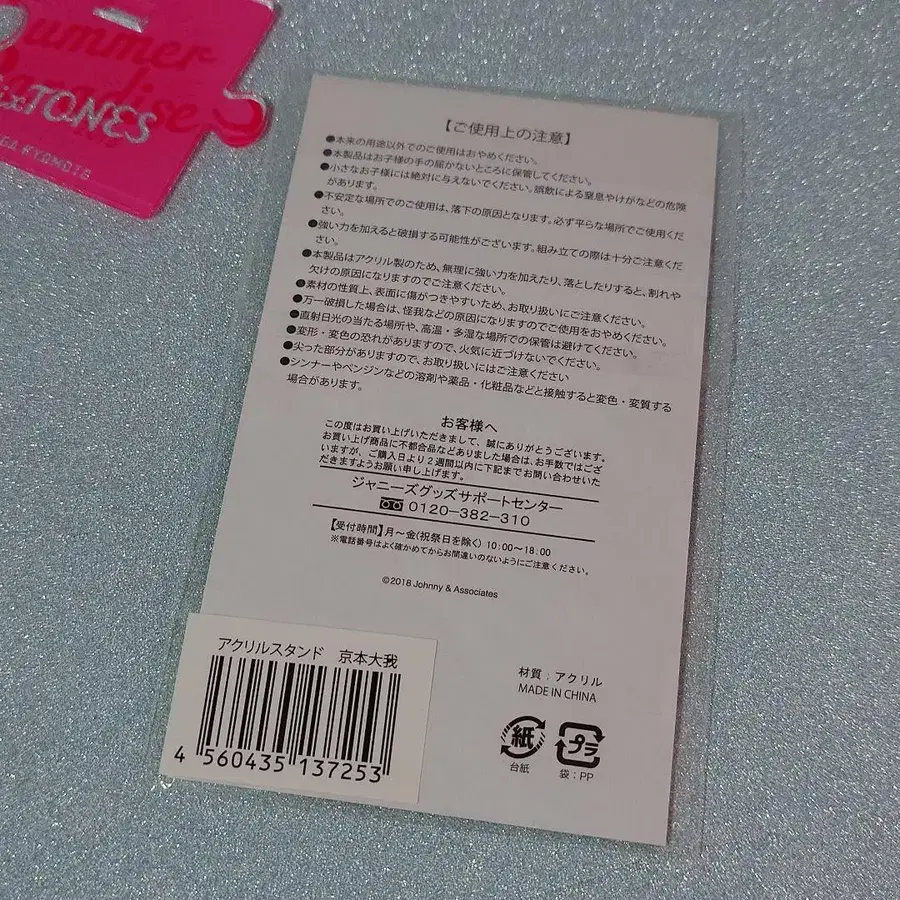 Summer
Paradise
SixTONES
【ご使用上の注意】
●本来の用途以外でのご使用はおやめください。
●本製品はお子様の手の届かないところに保管してください。
●小さなお子様には絶対に与えないでください。誤飲による窒息やけがなどの危険
があります。
●不安定な場所でのご使用は、落下の原因となります。必ず平らな場所でご使用くだ
さい。
●強い力を加えると破損する可能性がございます。組み立ての際は十分ご注意くだ
さい。
●本製品はアクリル製のため、無理に強い力を加えたり、落としたりすると、割れや
欠けの原因になりますのでご注意ください。
●素材の性質上、表面に傷がつきやすいため、お取り扱いにご注意ください。
●万一破損した場合は、怪我などの原因になりますのでご使用をおやめください。
●直射日光の当たる場所や、高温・多湿な場所での保管は避けてください。
●変形・変色の恐れがありますので、火気に近づけないでください。
●尖った部分がありますので、お取り扱いにはご注意ください
●シンナーやベンジンなどの溶剤や薬品・化粧品などと接触すると変色・変質する
場合があります。
お客様へ
この度はお買い上げいただきまして、誠にありがとうございます。
お買い上げ商品に不都合品などありました場合は、お手数ではござ
いますが、ご購入日より2週間以内に下記までお問い合わせいた
だきますようお願い申し上げます。
ジャニーズグッズサポートセンター
0120-382-310
【受付時間】月～金(祝祭日を除く) 10:00～18:00
※電話番号はよく確かめてからお間違いのないようにご注意ください。
©2018 Johnny & Associates
アクリルスタンド 京本大我
4 560435 137253
材質：アクリル
MADE IN CHINA
紙
台紙
プラ
袋：PP